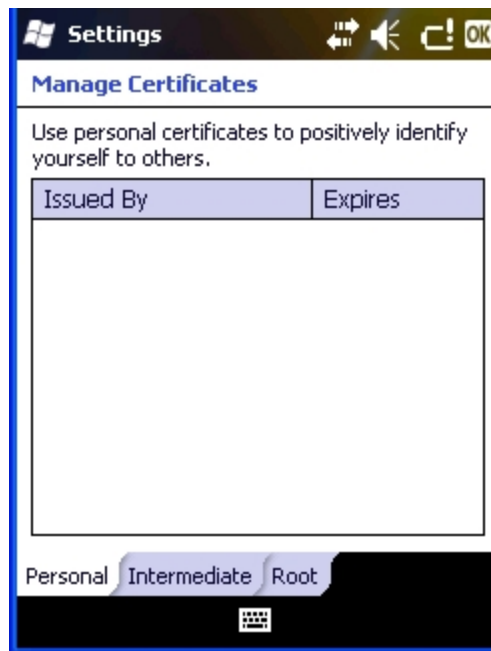 Settings
OK
Manage Certificates
Use personal certificates to positively identify
yourself to others.
Issued By
Expires
Personal
Intermediate
Root